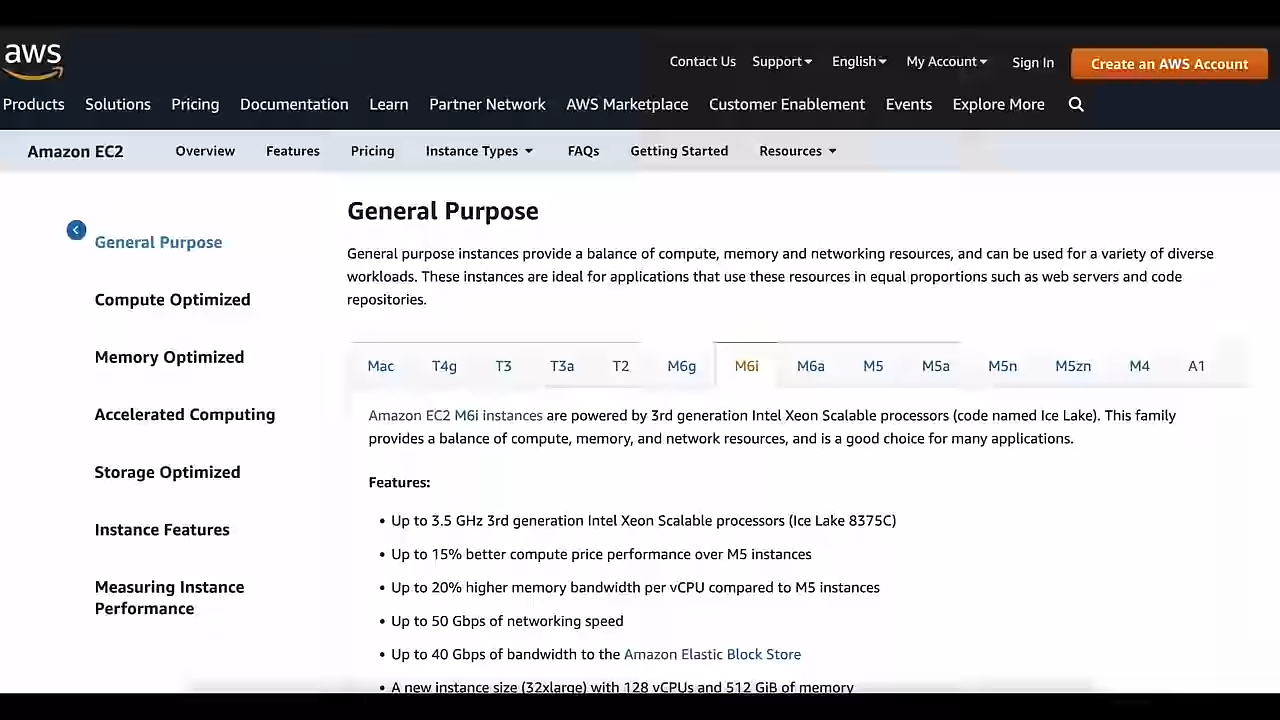 aws
Contact Us Support English My Account Sign In Create an AWS Account
Products Solutions Pricing Documentation Learn Partner Network AWS Marketplace Customer Enablement Events Explore More
Amazon EC2 Overview Features Pricing Instance Types FAQs Getting Started Resources
General Purpose
Compute Optimized
Memory Optimized
Accelerated Computing
Storage Optimized
Instance Features
Measuring Instance
Performance
General Purpose
General purpose instances provide a balance of compute, memory and networking resources, and can be used for a variety of diverse
workloads. These instances are ideal for applications that use these resources in equal proportions such as web servers and code
repositories.
Mac T4g T3 T3a T2 M6g M6i M6a M5 M5a M5n M5zn M4 A1
Amazon EC2 M6i instances are powered by 3rd generation Intel Xeon Scalable processors (code named Ice Lake). This family
provides a balance of compute, memory, and network resources, and is a good choice for many applications.
Features:
• Up to 3.5 GHz 3rd generation Intel Xeon Scalable processors (Ice Lake 8375C)
• Up to 15% better compute price performance over M5 instances
• Up to 20% higher memory bandwidth per vCPU compared to M5 instances
• Up to 50 Gbps of networking speed
• Up to 40 Gbps of bandwidth to the Amazon Elastic Block Store
• A new instance size (32xlarge) with 128 vCPUs and 512 GiB of memory